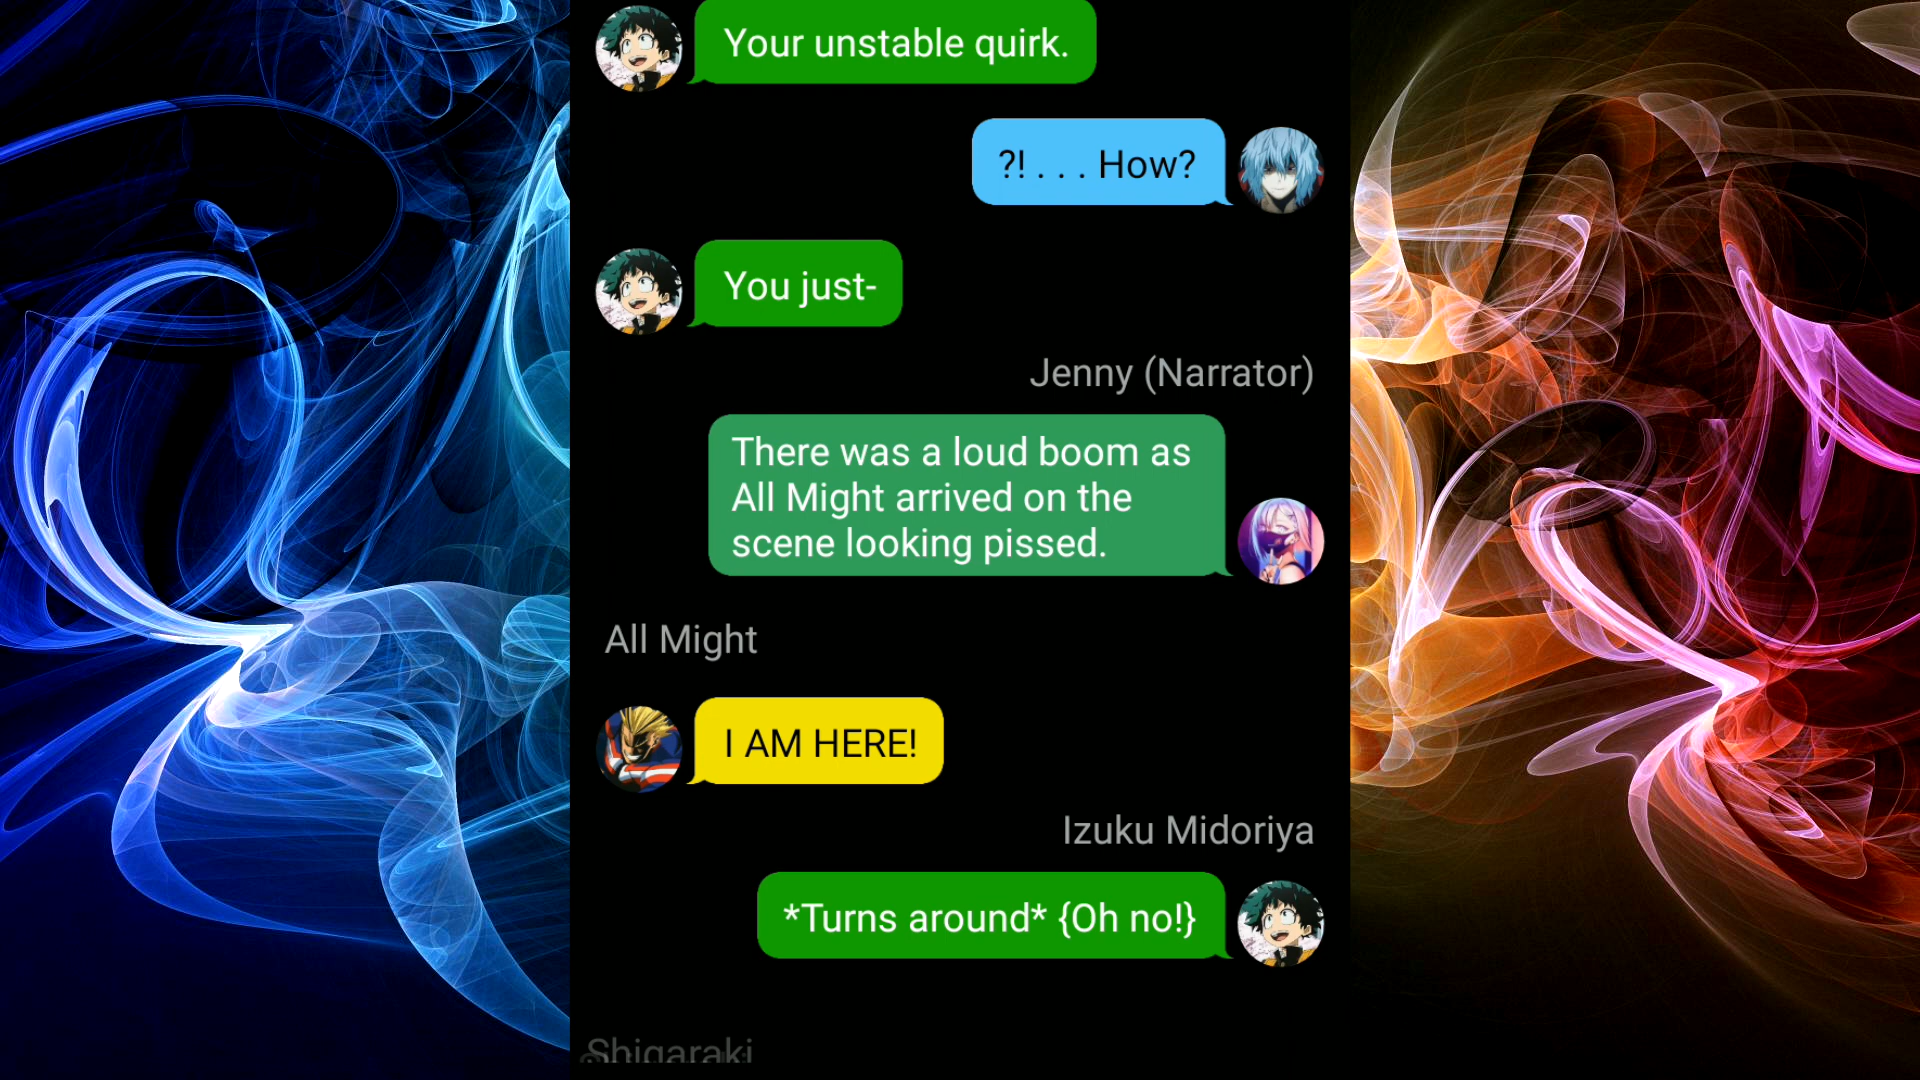 Your unstable quirk.
?! . . . How?
You just-
Jenny (Narrator)
There was a loud boom as
All Might arrived on the
scene looking pissed.
All Might
I AM HERE!
Izuku Midoriya
*Turns around* {Oh no!}
Shigaraki